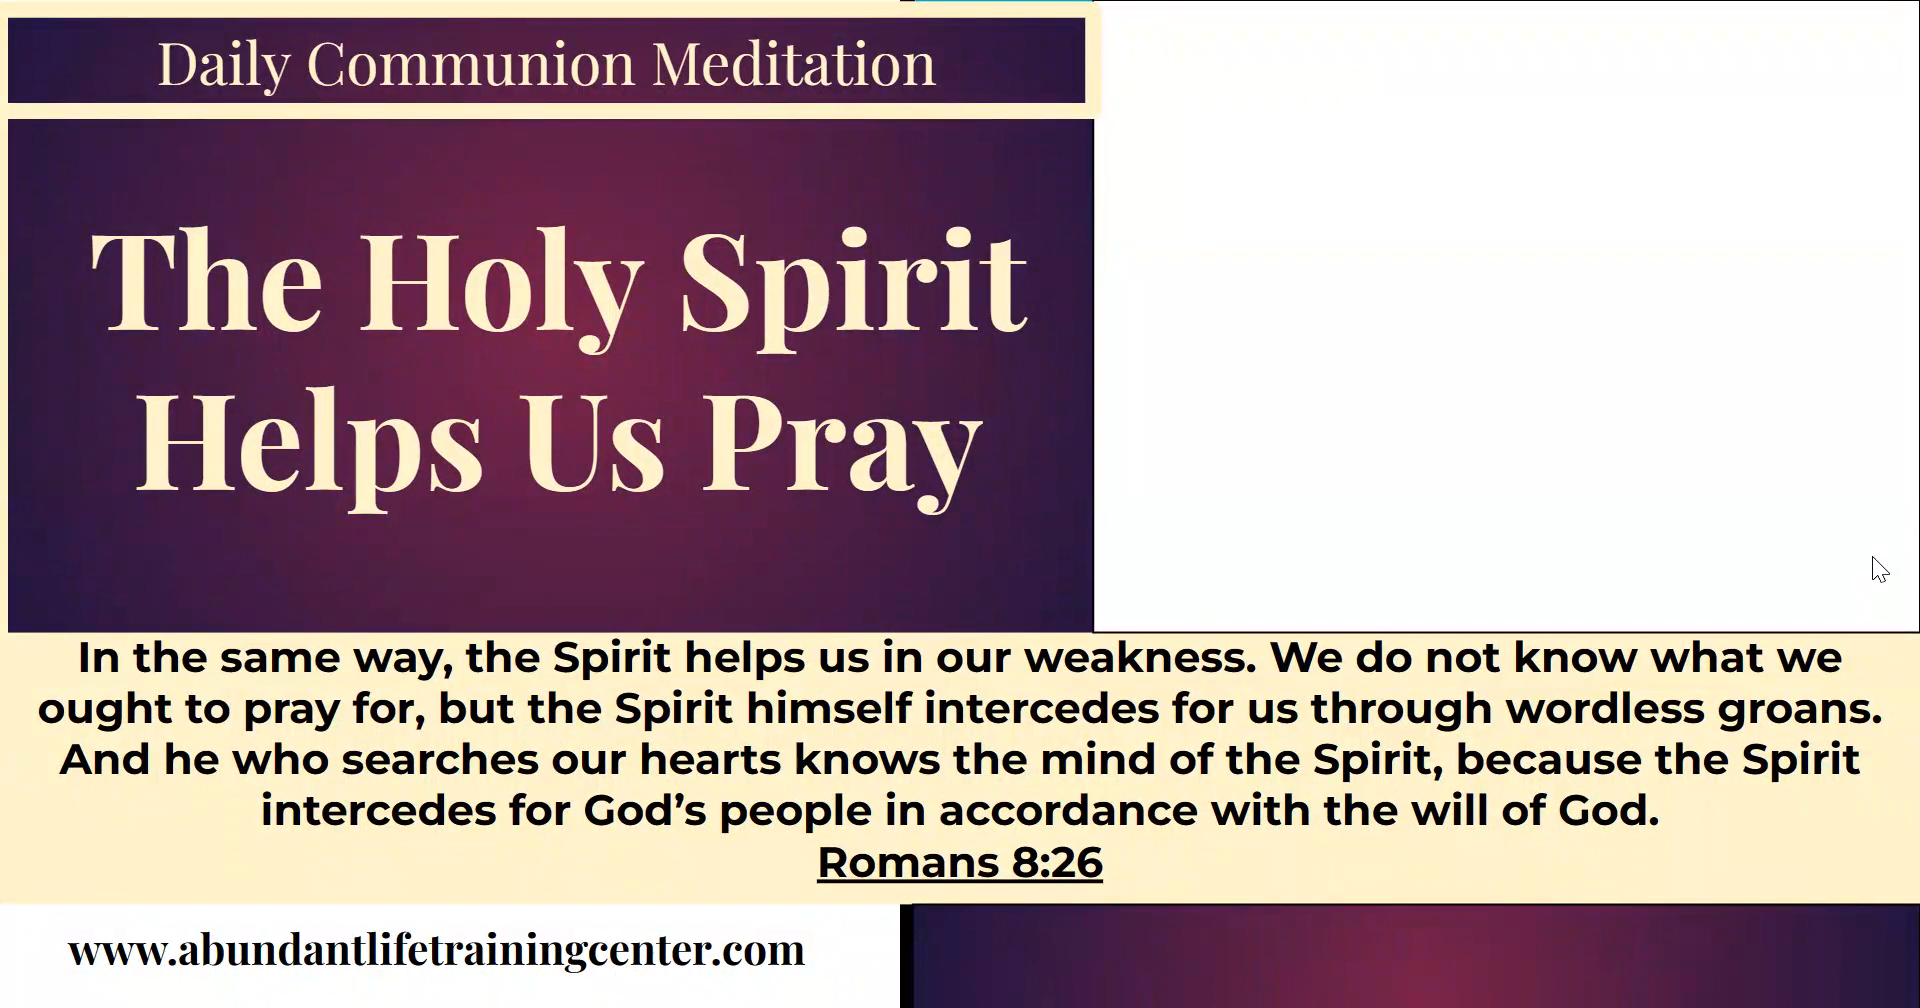 Daily Communion Meditation
The Holy Spirit
Helps Us Pray
In the same way, the Spirit helps us in our weakness. We do not know what we
ought to pray for, but the Spirit himself intercedes for us through wordless groans.
And he who searches our hearts knows the mind of the Spirit, because the Spirit
intercedes for God’s people in accordance with the will of God.
Romans 8:26
www.abundantlifetrainingcenter.com